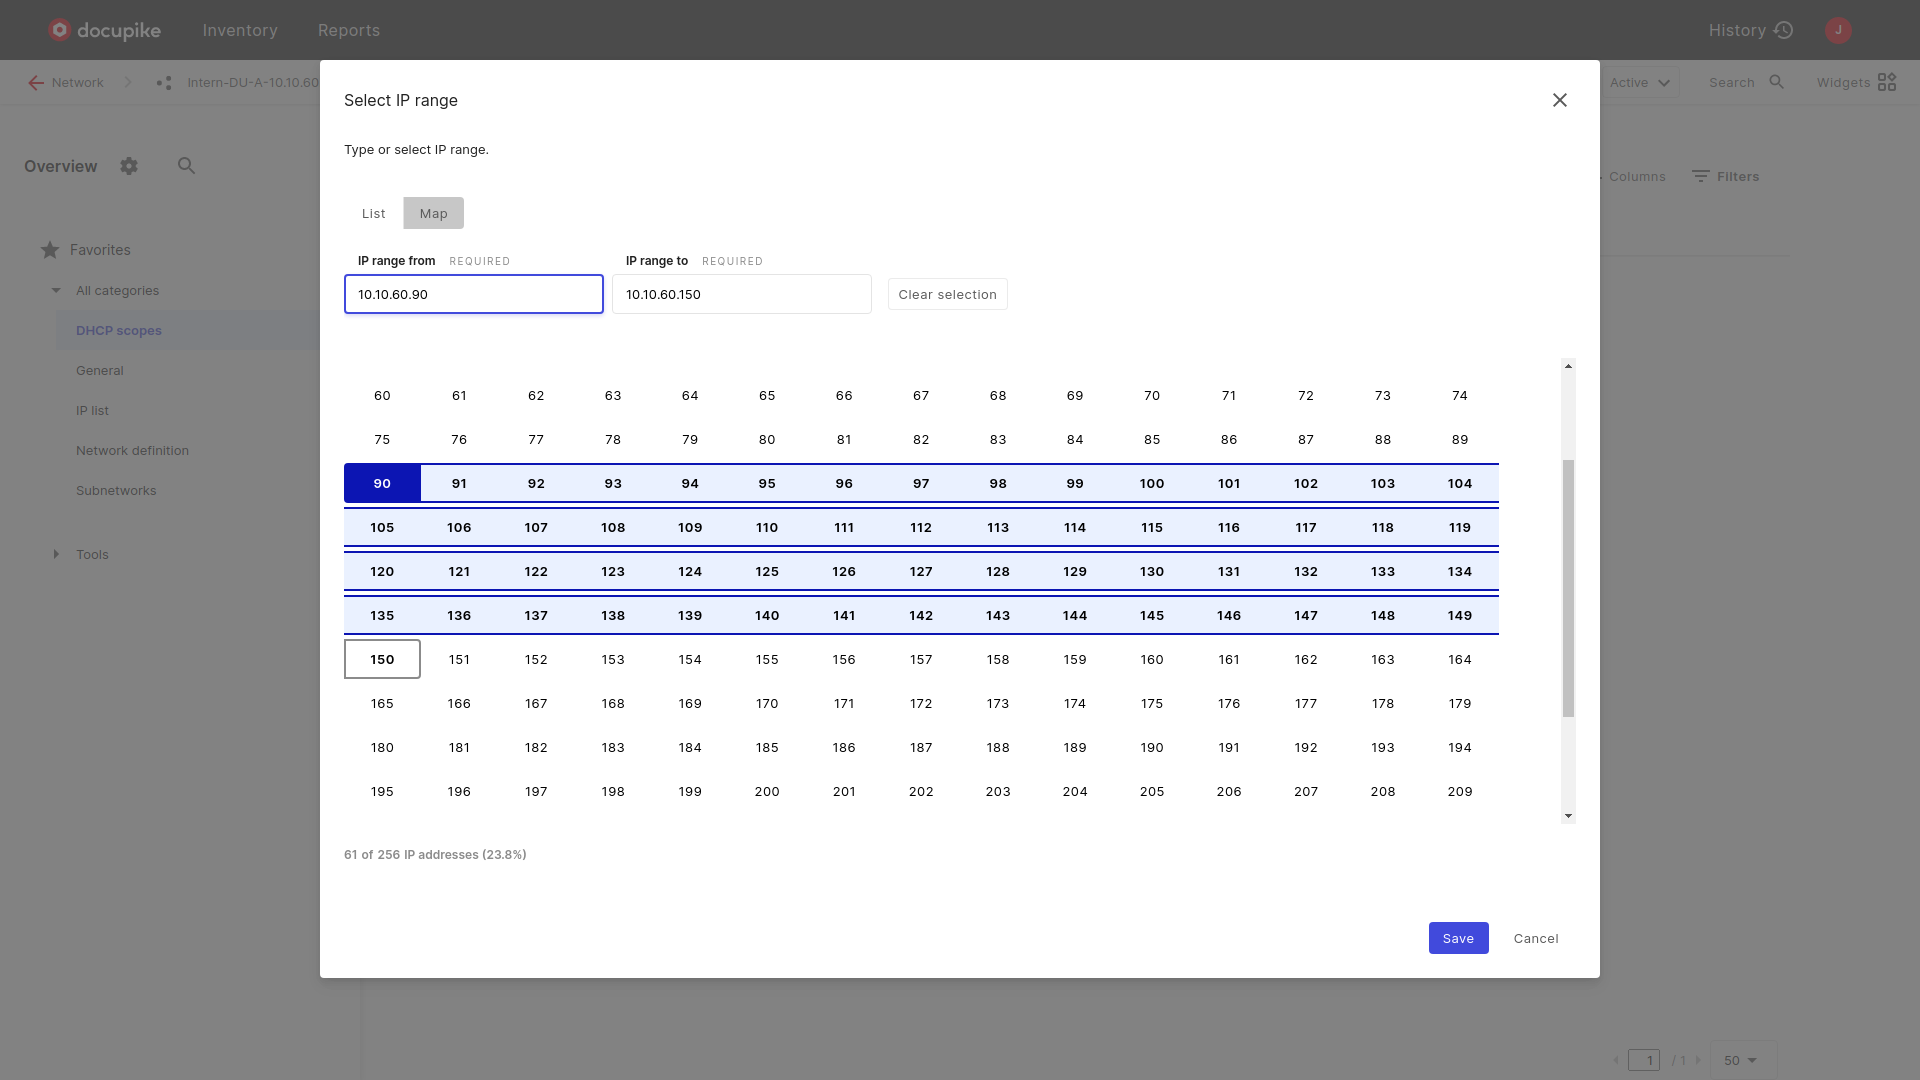 docupike Inventory Reports History J
Network Intern-DU-A-10.10.60 Active Search Widgets
Select IP range
Type or select IP range.
Overview
Columns Filters
List Map
Favorites
IP range from REQUIRED IP range to REQUIRED
All categories
10.10.60.90 10.10.60.150 Clear selection
DHCP scopes
General
IP list
Network definition
Subnetworks
Tools
60 61 62 63 64 65 66 67 68 69 70 71 72 73 74
75 76 77 78 79 80 81 82 83 84 85 86 87 88 89
90 91 92 93 94 95 96 97 98 99 100 101 102 103 104
105 106 107 108 109 110 111 112 113 114 115 116 117 118 119
120 121 122 123 124 125 126 127 128 129 130 131 132 133 134
135 136 137 138 139 140 141 142 143 144 145 146 147 148 149
150 151 152 153 154 155 156 157 158 159 160 161 162 163 164
165 166 167 168 169 170 171 172 173 174 175 176 177 178 179
180 181 182 183 184 185 186 187 188 189 190 191 192 193 194
195 196 197 198 199 200 201 202 203 204 205 206 207 208 209
61 of 256 IP addresses (23.8%)
Save Cancel
1 / 1 50